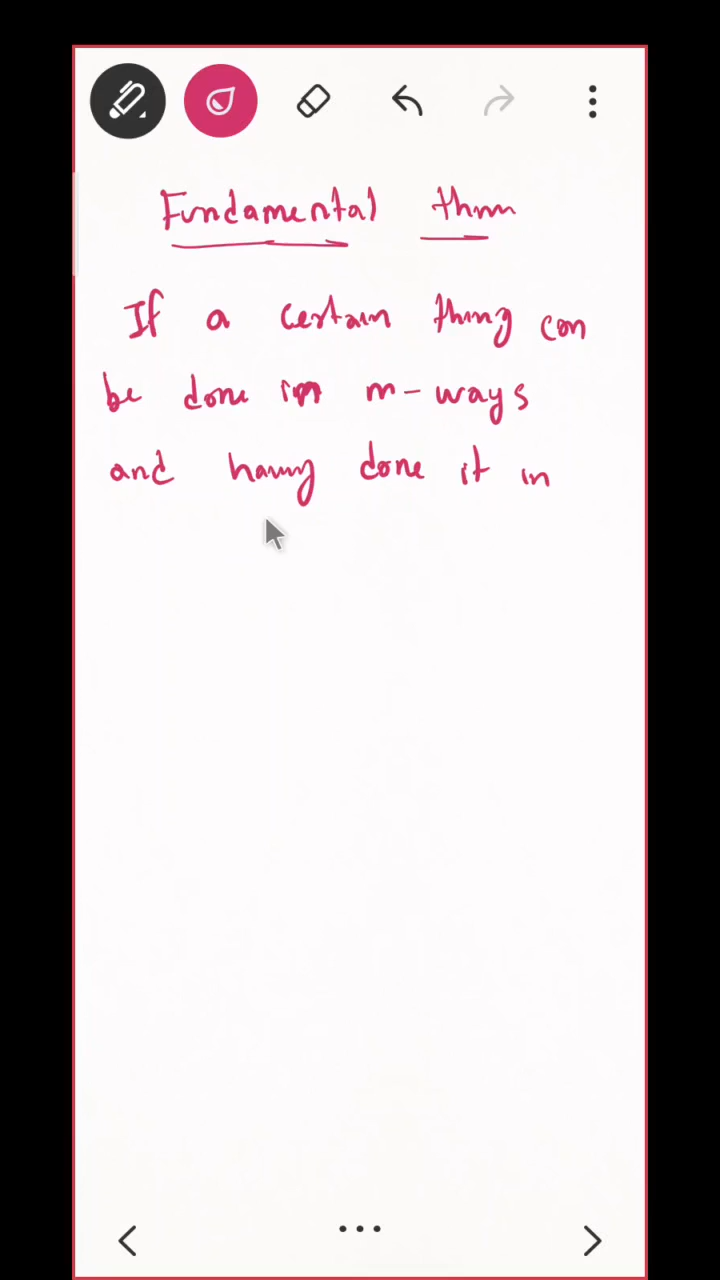 Fundamental thm
If a certain thing can
be done in m-ways
and having done it in